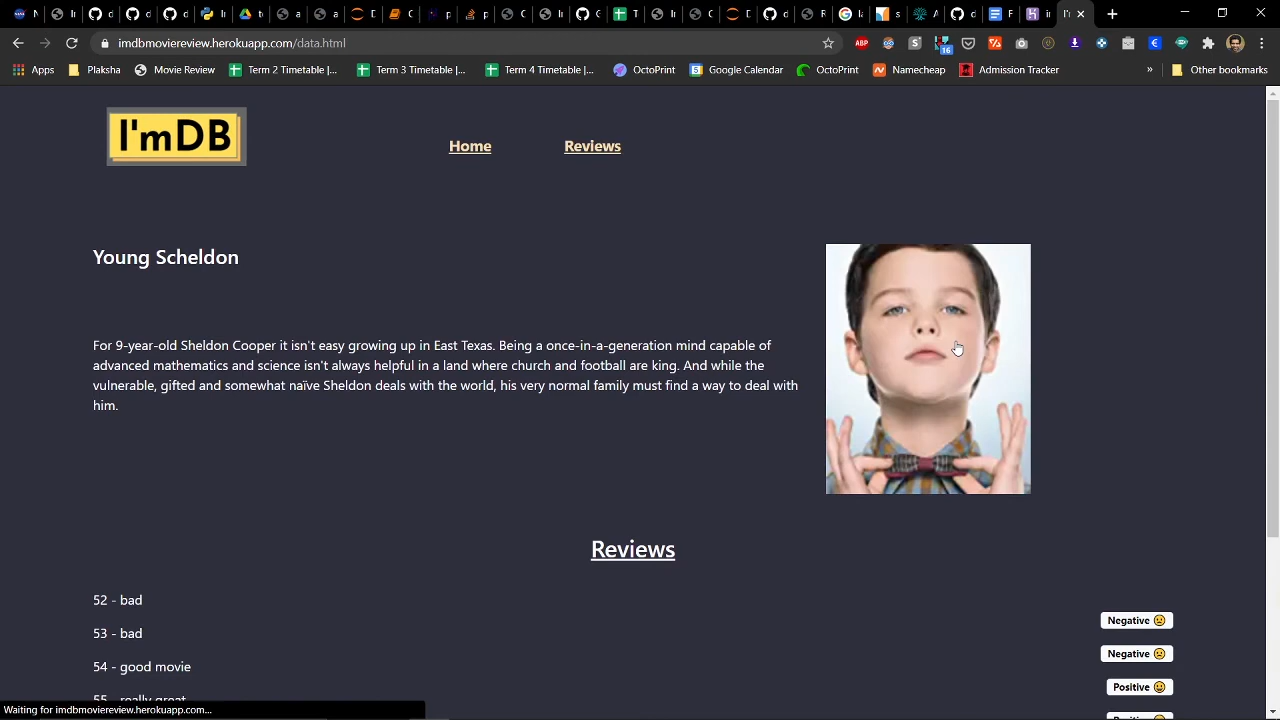 imdbmoviereview.herokuapp.com/data.html
Apps
Plaksha
Movie Review
Term 2 Timetable |...
Term 3 Timetable |...
Term 4 Timetable |...
OctoPrint
Google Calendar
OctoPrint
Namecheap
Admission Tracker
»
Other bookmarks
I'mDB
Home
Reviews
Young Scheldon
For 9-year-old Sheldon Cooper it isn't easy growing up in East Texas. Being a once-in-a-generation mind capable of
advanced mathematics and science isn't always helpful in a land where church and football are king. And while the
vulnerable, gifted and somewhat naïve Sheldon deals with the world, his very normal family must find a way to deal with
him.
Reviews
52 - bad
Negative
53 - bad
Negative
54 - good movie
Positive
55 - really great
Waiting for imdbmoviereview.herokuapp.com...